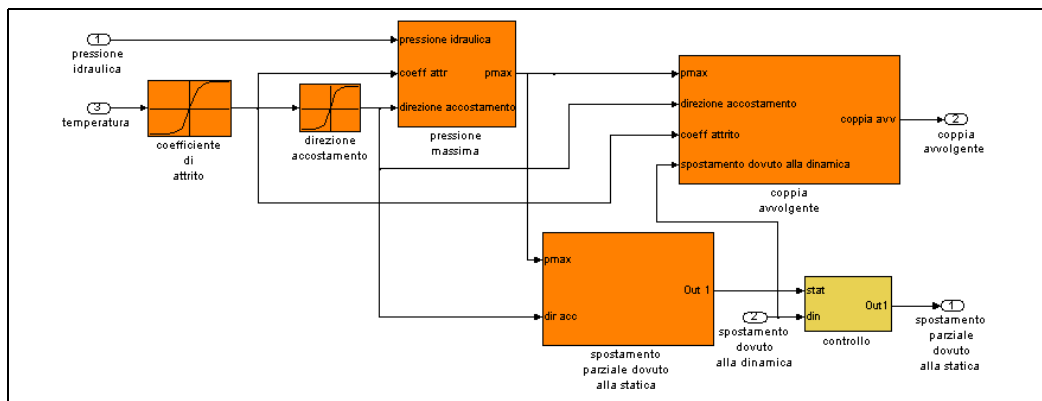 1
pressione
idraulica
3
temperatura
coefficiente
di
attrito
direzione
accostamento
pressione idraulica
coeff attr
pmax
direzione accostamento
pressione
massima
pmax
direzione accostamento
coeff attrito
spostamento dovuto alla dinamica
coppia avv
coppia
avvolgente
2
coppia
avvolgente
pmax
Out 1
dir acc
spostamento
parziale dovuto
alla statica
2
spostamento
dovuto
alla dinamica
stat
din
Out1
controllo
1
spostamento
parziale
dovuto
alla statica